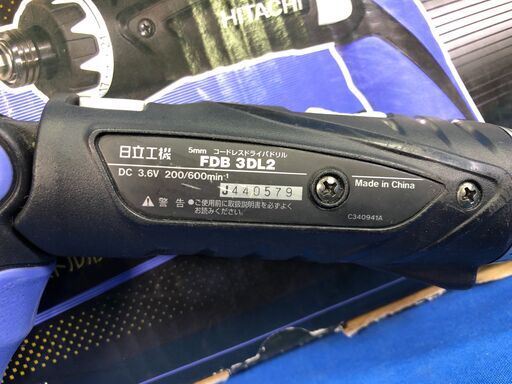 HITACHI
日立工機 5mm コードレスドライバドリル
FDB 3DL2
DC 3.6V 200/600min⁻¹
J440579
Made in China
⚠警告 ●ご使用前に取扱説明書を必ずよく
お読みください。
C340941A